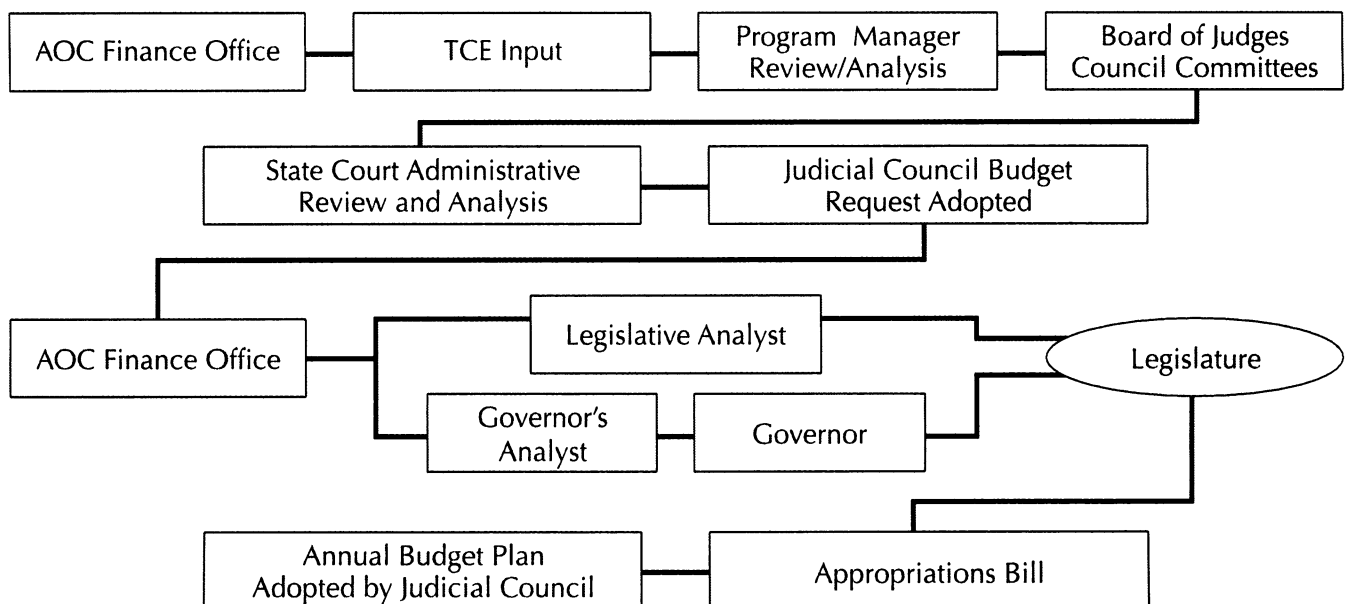 AOC Finance Office
TCE Input
Program Manager
Review/Analysis
Board of Judges
Council Committees
State Court Administrative
Review and Analysis
Judicial Council Budget
Request Adopted
AOC Finance Office
Legislative Analyst
Legislature
Governor's
Analyst
Governor
Annual Budget Plan
Adopted by Judicial Council
Appropriations Bill